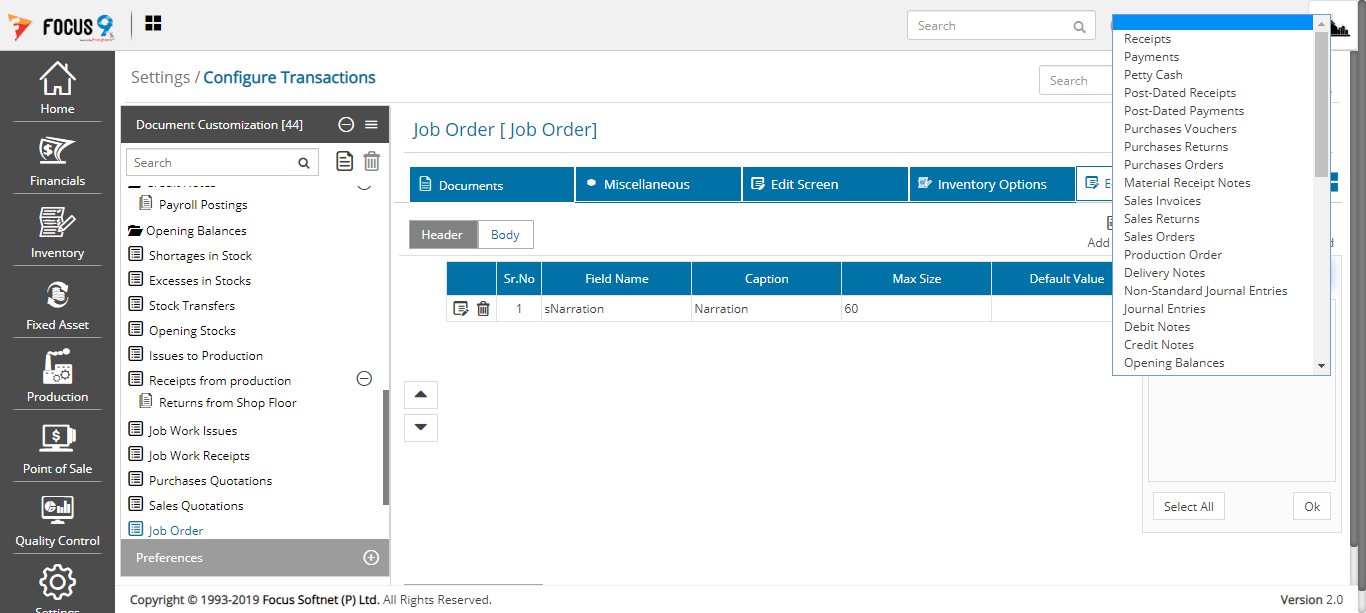 FOCUS 9
Search
Settings / Configure Transactions
Search
Home
Financials
Inventory
Fixed Asset
Production
Point of Sale
Quality Control
Settings
Document Customization [44]
Search
Credit Notes
Payroll Postings
Opening Balances
Shortages in Stock
Excesses in Stocks
Stock Transfers
Opening Stocks
Issues to Production
Receipts from production
Returns from Shop Floor
Job Work Issues
Job Work Receipts
Purchases Quotations
Sales Quotations
Job Order
Preferences
Job Order [ Job Order]
Documents
Miscellaneous
Edit Screen
Inventory Options
Header
Body
Add
Sr.No
Field Name
Caption
Max Size
Default Value
1
sNarration
Narration
60
Receipts
Payments
Petty Cash
Post-Dated Receipts
Post-Dated Payments
Purchases Vouchers
Purchases Returns
Purchases Orders
Material Receipt Notes
Sales Invoices
Sales Returns
Sales Orders
Production Order
Delivery Notes
Non-Standard Journal Entries
Journal Entries
Debit Notes
Credit Notes
Opening Balances
Select All
Ok
Copyright © 1993-2019 Focus Softnet (P) Ltd. All Rights Reserved.
Version 2.0